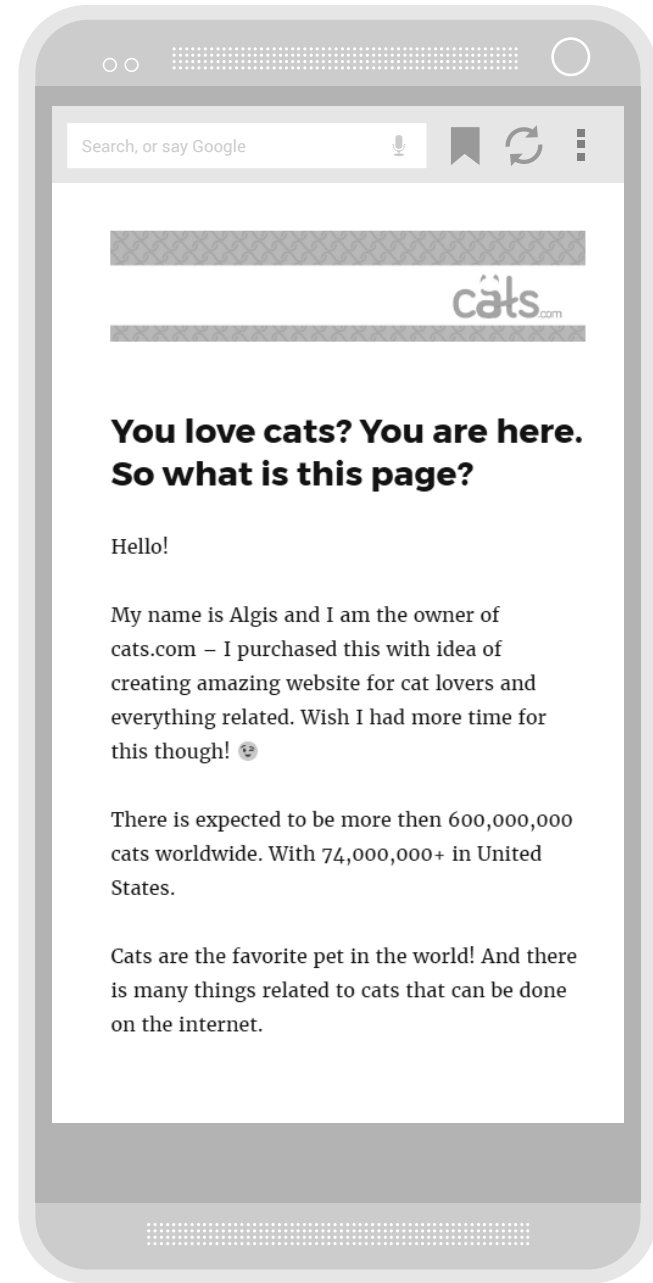 Search, or say Google
cats.com
You love cats? You are here.
So what is this page?
Hello!
My name is Algis and I am the owner of
cats.com – I purchased this with idea of
creating amazing website for cat lovers and
everything related. Wish I had more time for
this though! 😉
There is expected to be more then 600,000,000
cats worldwide. With 74,000,000+ in United
States.
Cats are the favorite pet in the world! And there
is many things related to cats that can be done
on the internet.